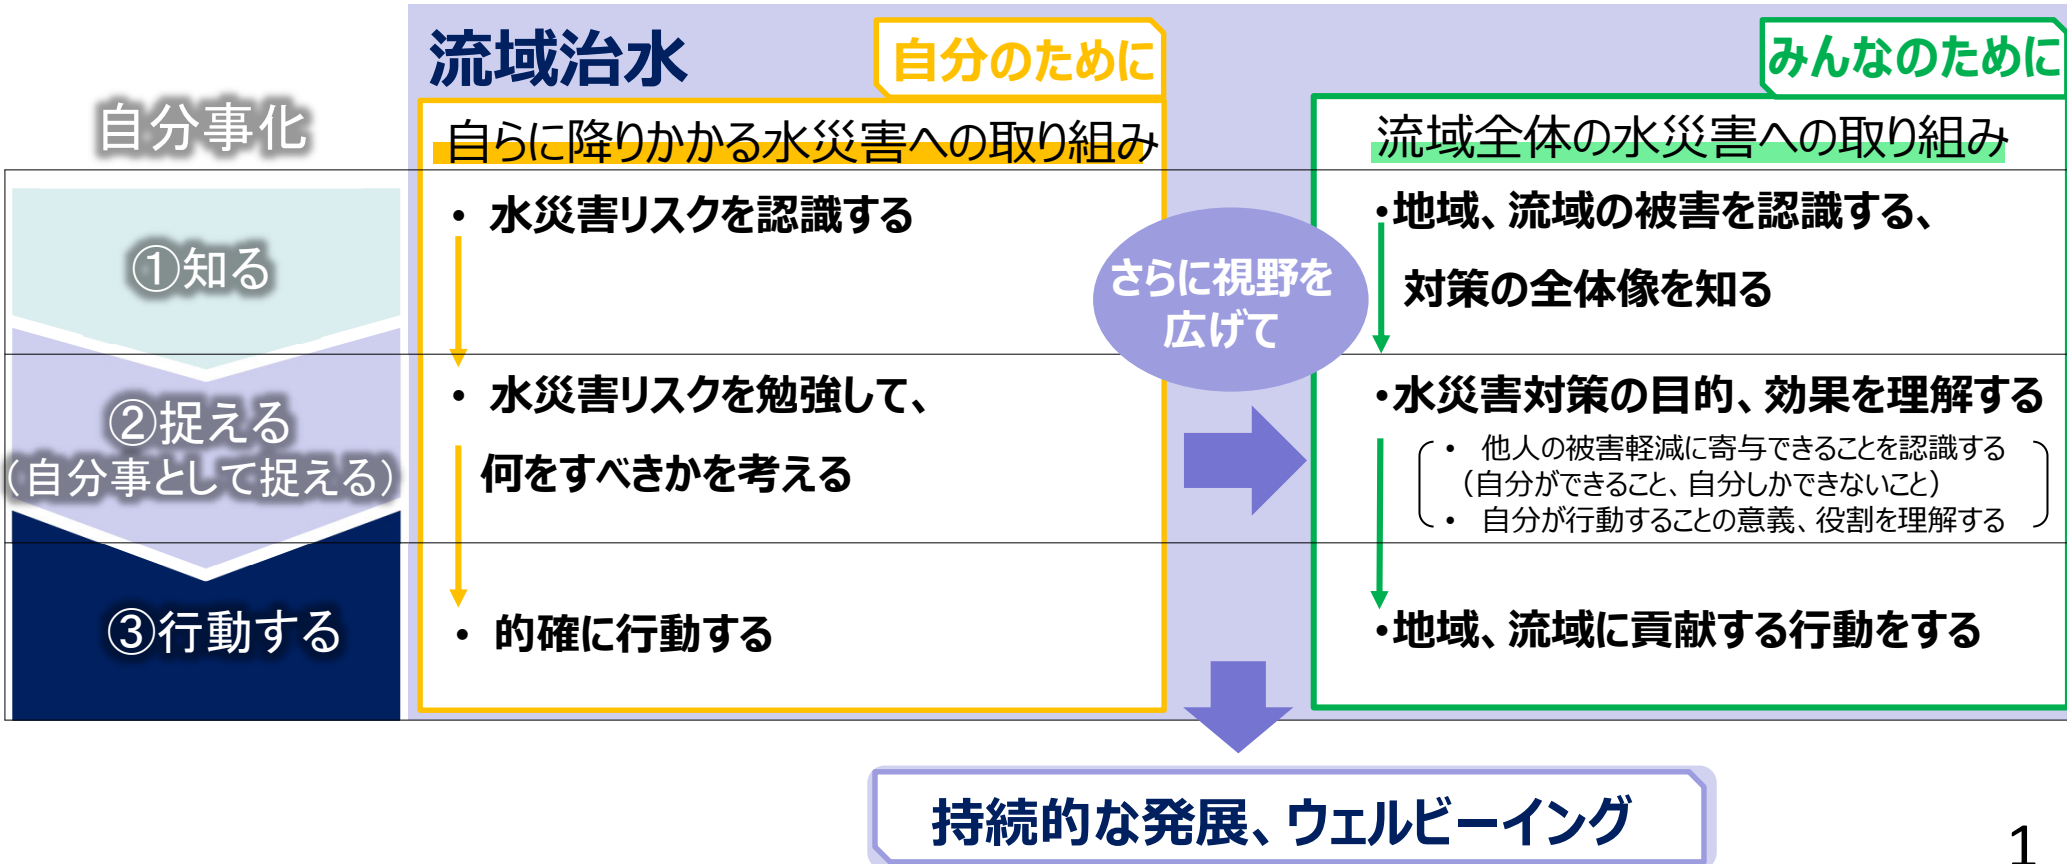 流域治水
自分のために
みんなのために
自分事化
自らに降りかかる水災害への取り組み
流域全体の水災害への取り組み
①知る
・ 水災害リスクを認識する
さらに視野を
広げて
・地域、流域の被害を認識する、
対策の全体像を知る
②捉える
(自分事として捉える)
・ 水災害リスクを勉強して、
何をすべきかを考える
・水災害対策の目的、効果を理解する
・ 他人の被害軽減に寄与できることを認識する
(自分ができること、自分しかできないこと)
・ 自分が行動することの意義、役割を理解する
③行動する
・ 的確に行動する
・地域、流域に貢献する行動をする
持続的な発展、ウェルビーイング
1